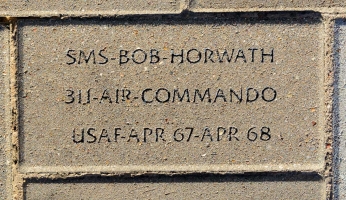 SMS-BOB-HORWATH
311-AIR-COMMANDO
USAF-APR 67-APR 68